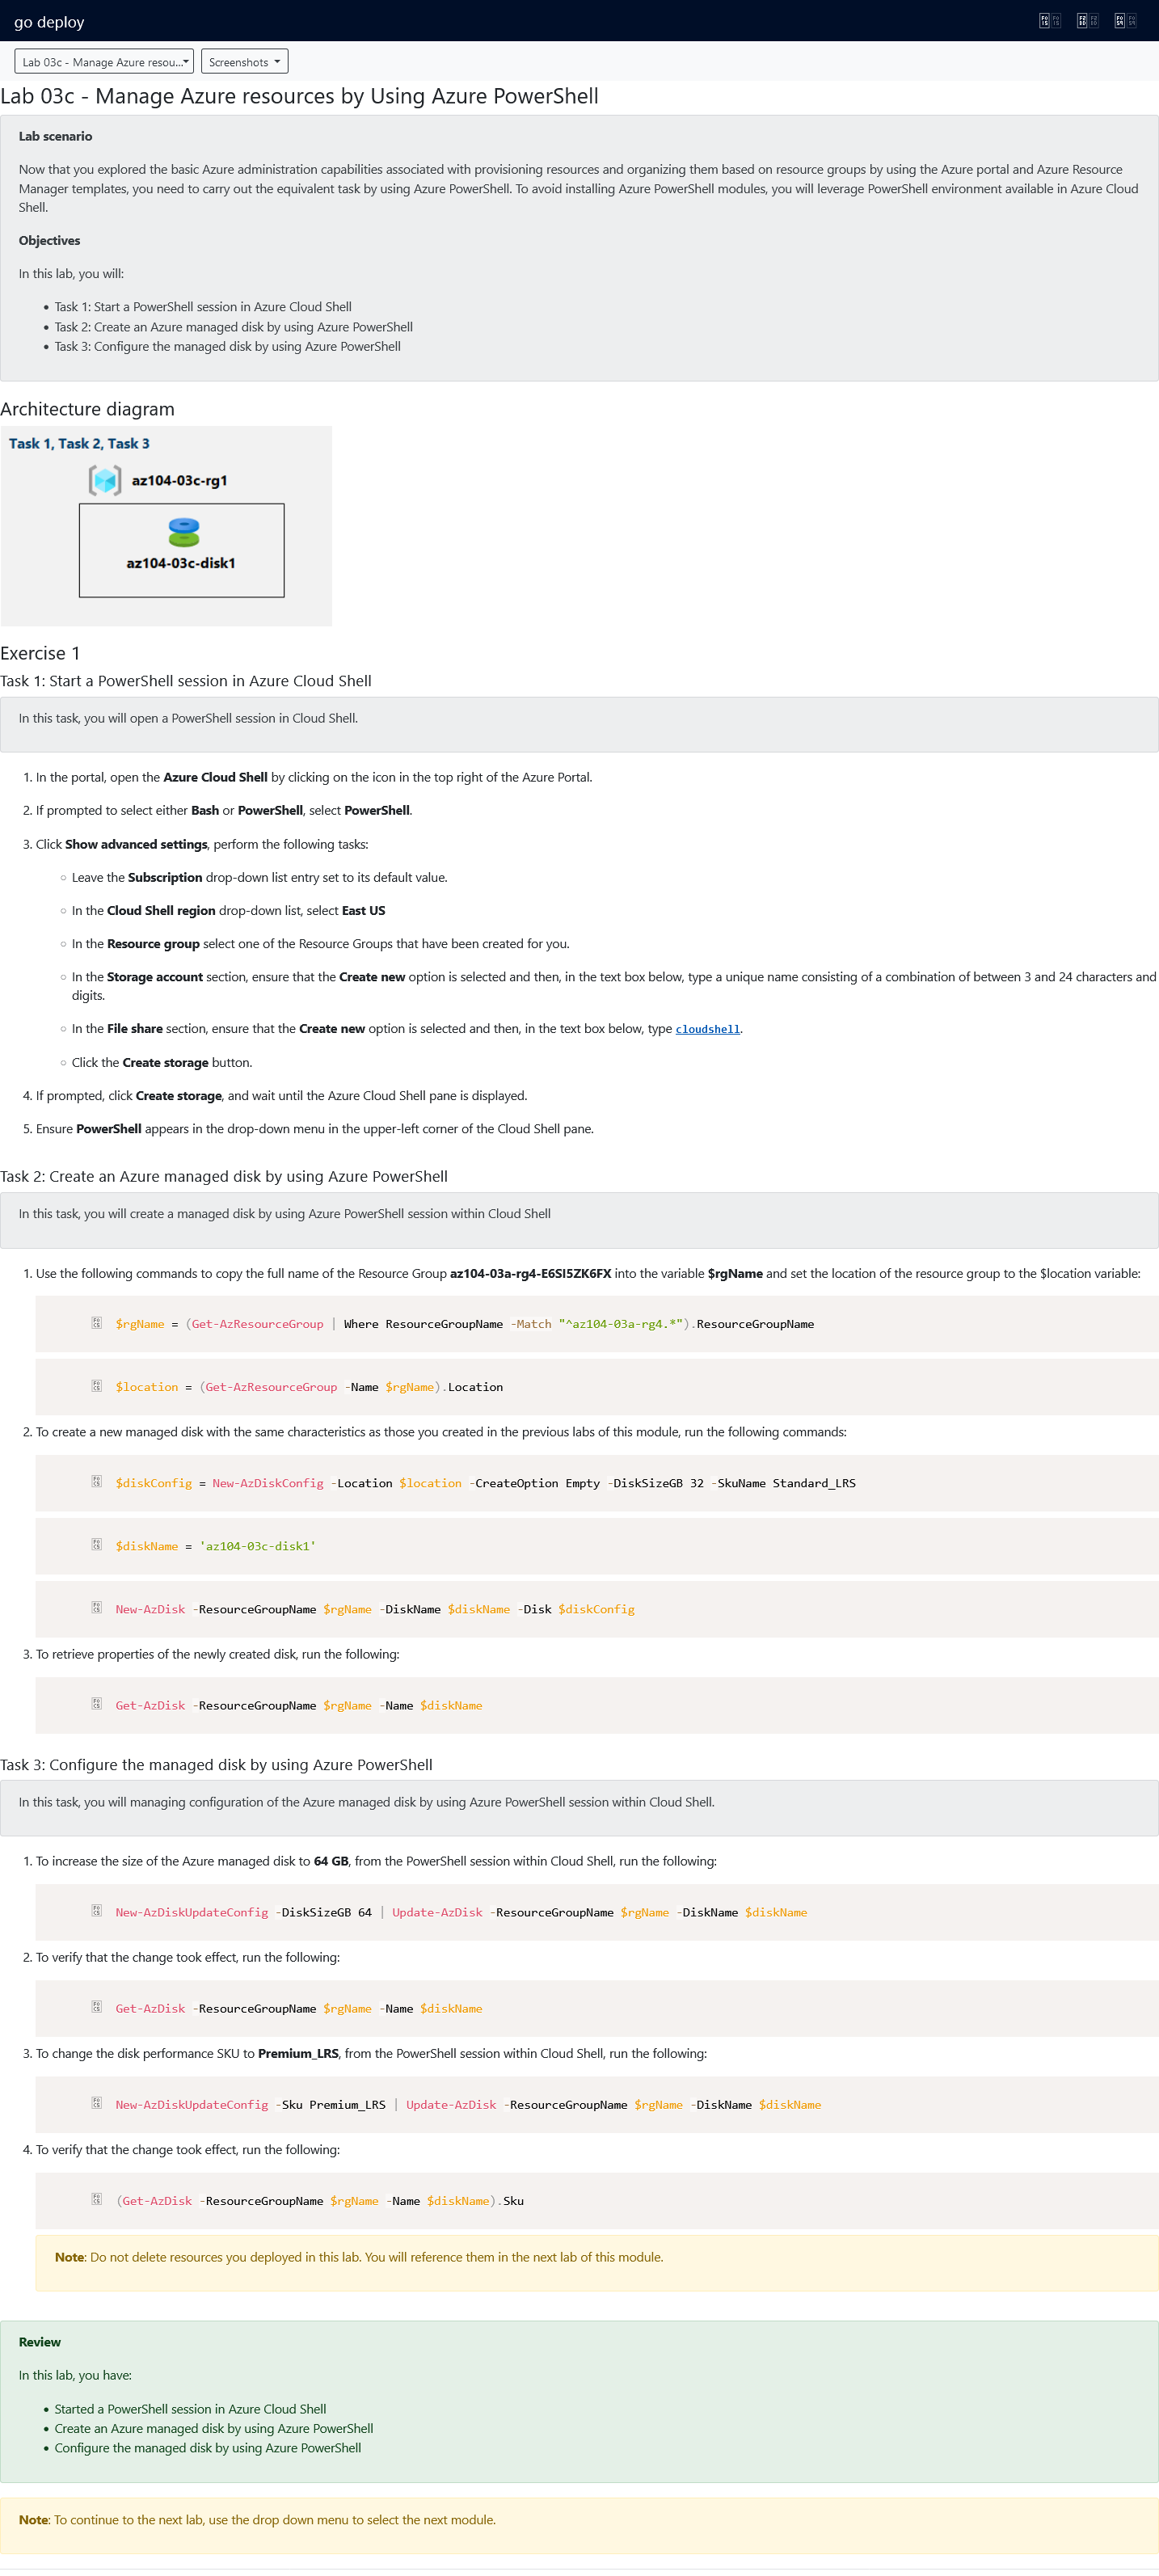 go deploy
Lab 03c - Manage Azure resou...
Screenshots
Lab 03c - Manage Azure resources by Using Azure PowerShell
Lab scenario
Now that you explored the basic Azure administration capabilities associated with provisioning resources and organizing them based on resource groups by using the Azure portal and Azure Resource
Manager templates, you need to carry out the equivalent task by using Azure PowerShell. To avoid installing Azure PowerShell modules, you will leverage PowerShell environment available in Azure Cloud
Shell.
Objectives
In this lab, you will:
• Task 1: Start a PowerShell session in Azure Cloud Shell
• Task 2: Create an Azure managed disk by using Azure PowerShell
• Task 3: Configure the managed disk by using Azure PowerShell
Architecture diagram
Task 1, Task 2, Task 3
az104-03c-rg1
az104-03c-disk1
Exercise 1
Task 1: Start a PowerShell session in Azure Cloud Shell
In this task, you will open a PowerShell session in Cloud Shell.
1. In the portal, open the Azure Cloud Shell by clicking on the icon in the top right of the Azure Portal.
2. If prompted to select either Bash or PowerShell, select PowerShell.
3. Click Show advanced settings, perform the following tasks:
○ Leave the Subscription drop-down list entry set to its default value.
○ In the Cloud Shell region drop-down list, select East US
○ In the Resource group select one of the Resource Groups that have been created for you.
○ In the Storage account section, ensure that the Create new option is selected and then, in the text box below, type a unique name consisting of a combination of between 3 and 24 characters and
digits.
○ In the File share section, ensure that the Create new option is selected and then, in the text box below, type cloudshell.
○ Click the Create storage button.
4. If prompted, click Create storage, and wait until the Azure Cloud Shell pane is displayed.
5. Ensure PowerShell appears in the drop-down menu in the upper-left corner of the Cloud Shell pane.
Task 2: Create an Azure managed disk by using Azure PowerShell
In this task, you will create a managed disk by using Azure PowerShell session within Cloud Shell
1. Use the following commands to copy the full name of the Resource Group az104-03a-rg4-E6SI5ZK6FX into the variable $rgName and set the location of the resource group to the $location variable:
$rgName = (Get-AzResourceGroup | Where ResourceGroupName -Match "^az104-03a-rg4.*").ResourceGroupName
$location = (Get-AzResourceGroup -Name $rgName).Location
2. To create a new managed disk with the same characteristics as those you created in the previous labs of this module, run the following commands:
$diskConfig = New-AzDiskConfig -Location $location -CreateOption Empty -DiskSizeGB 32 -SkuName Standard_LRS
$diskName = 'az104-03c-disk1'
New-AzDisk -ResourceGroupName $rgName -DiskName $diskName -Disk $diskConfig
3. To retrieve properties of the newly created disk, run the following:
Get-AzDisk -ResourceGroupName $rgName -Name $diskName
Task 3: Configure the managed disk by using Azure PowerShell
In this task, you will managing configuration of the Azure managed disk by using Azure PowerShell session within Cloud Shell.
1. To increase the size of the Azure managed disk to 64 GB, from the PowerShell session within Cloud Shell, run the following:
New-AzDiskUpdateConfig -DiskSizeGB 64 | Update-AzDisk -ResourceGroupName $rgName -DiskName $diskName
2. To verify that the change took effect, run the following:
Get-AzDisk -ResourceGroupName $rgName -Name $diskName
3. To change the disk performance SKU to Premium_LRS, from the PowerShell session within Cloud Shell, run the following:
New-AzDiskUpdateConfig -Sku Premium_LRS | Update-AzDisk -ResourceGroupName $rgName -DiskName $diskName
4. To verify that the change took effect, run the following:
(Get-AzDisk -ResourceGroupName $rgName -Name $diskName).Sku
Note: Do not delete resources you deployed in this lab. You will reference them in the next lab of this module.
Review
In this lab, you have:
• Started a PowerShell session in Azure Cloud Shell
• Create an Azure managed disk by using Azure PowerShell
• Configure the managed disk by using Azure PowerShell
Note: To continue to the next lab, use the drop down menu to select the next module.